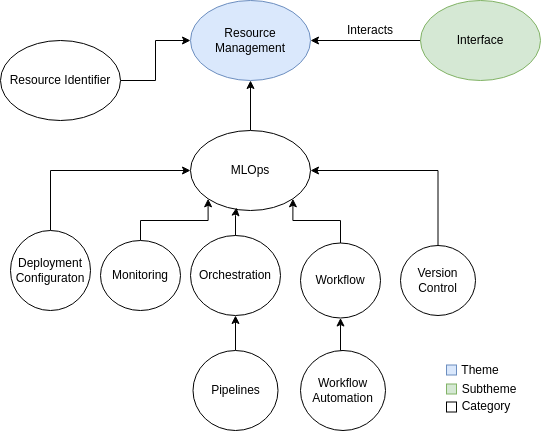 Resource
Management
Interacts
Interface
Resource Identifier
MLOps
Deployment
Configuraton
Monitoring
Orchestration
Workflow
Version
Control
Pipelines
Workflow
Automation
Theme
Subtheme
Category